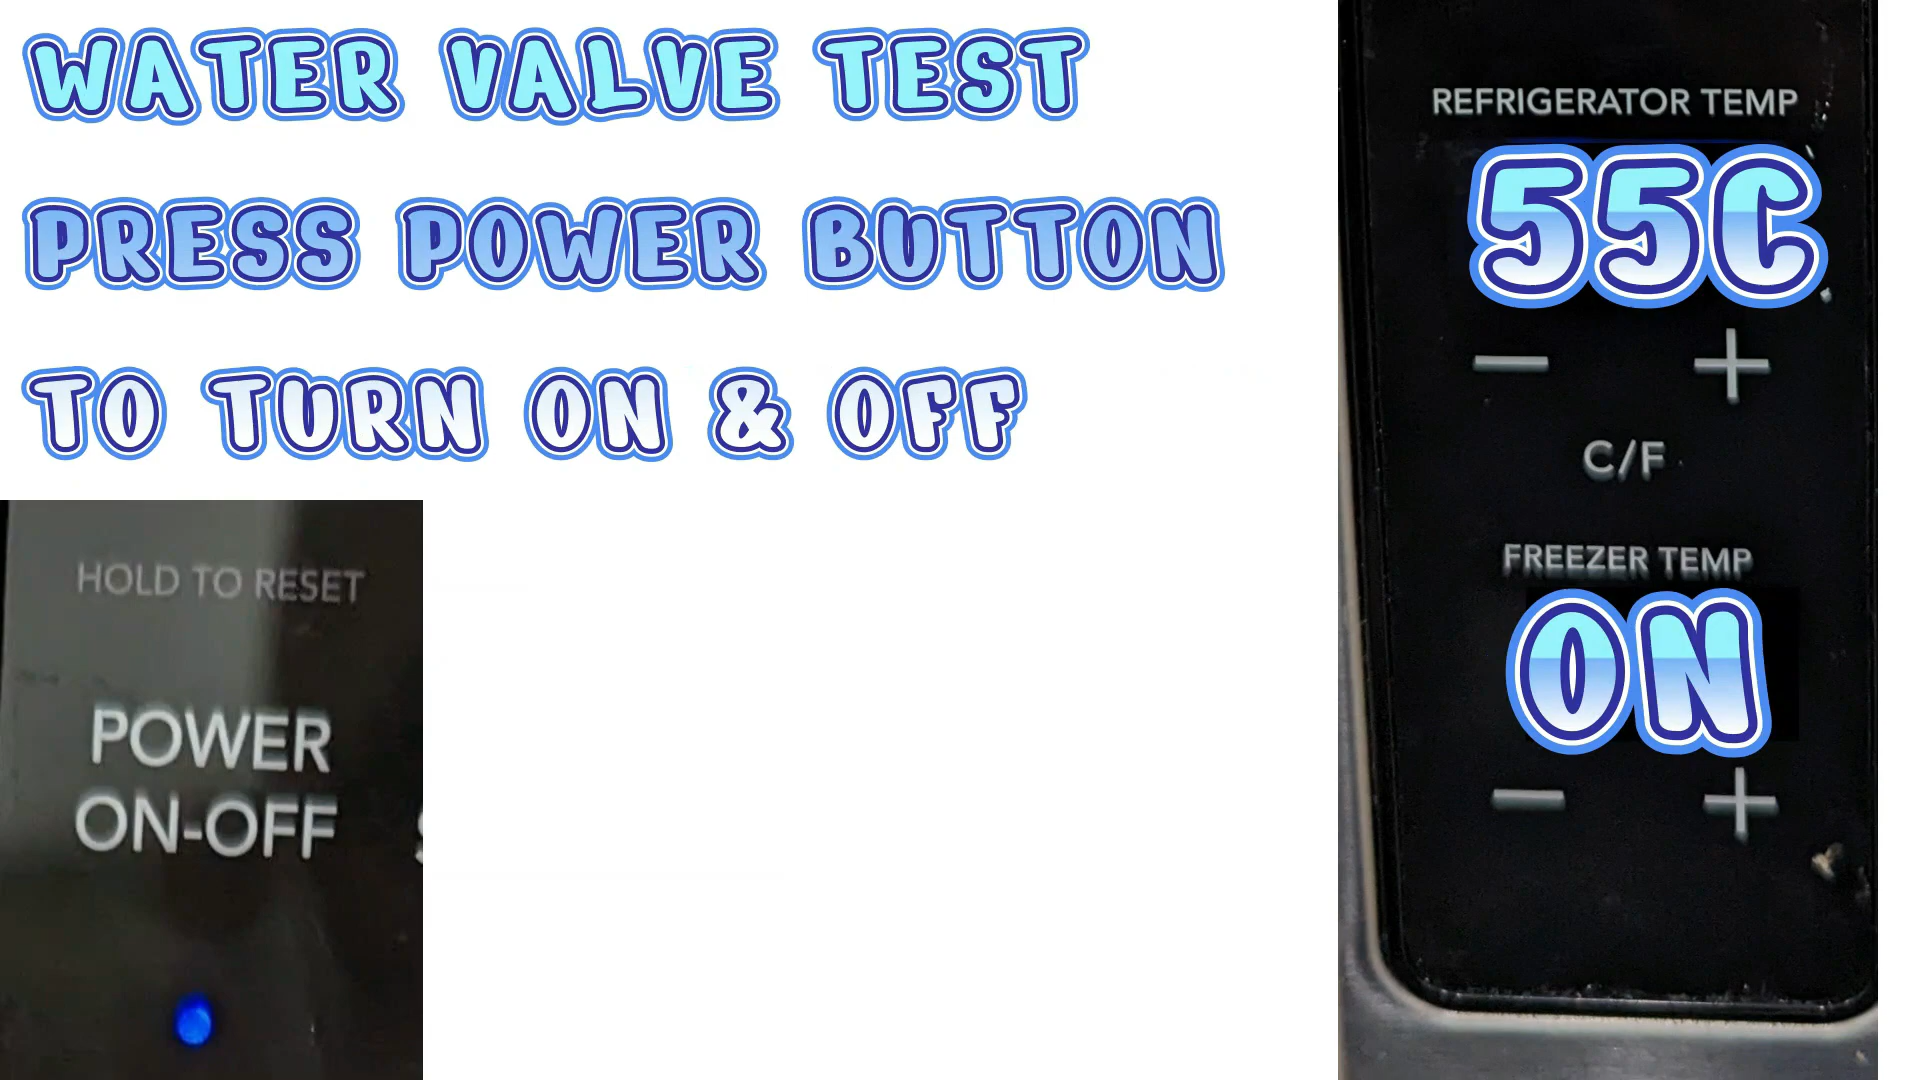 WATER VALVE TEST
PRESS POWER BUTTON
TO TURN ON & OFF
HOLD TO RESET
POWER
ON-OFF
REFRIGERATOR TEMP
55C
− +
C/F
FREEZER TEMP
ON
− +